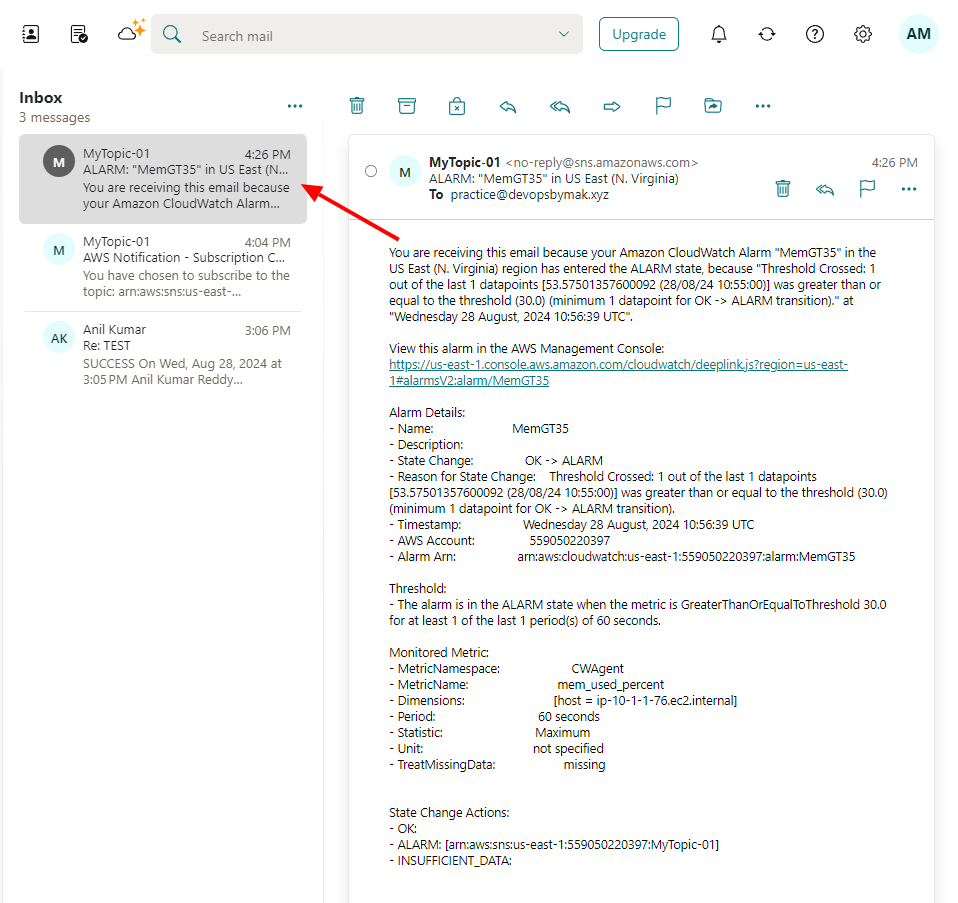 Search mail
Upgrade
AM
Inbox
3 messages
M
MyTopic-01 4:26 PM
ALARM: "MemGT35" in US East (N...
You are receiving this email because
your Amazon CloudWatch Alarm...
M
MyTopic-01 4:04 PM
AWS Notification - Subscription C...
You have chosen to subscribe to the
topic: arn:aws:sns:us-east-...
AK
Anil Kumar 3:06 PM
Re: TEST
SUCCESS On Wed, Aug 28, 2024 at
3:05 PM Anil Kumar Reddy...
M
MyTopic-01 <no-reply@sns.amazonaws.com> 4:26 PM
ALARM: "MemGT35" in US East (N. Virginia)
To practice@devopsbymak.xyz
You are receiving this email because your Amazon CloudWatch Alarm "MemGT35" in the
US East (N. Virginia) region has entered the ALARM state, because "Threshold Crossed: 1
out of the last 1 datapoints [53.57501357600092 (28/08/24 10:55:00)] was greater than or
equal to the threshold (30.0) (minimum 1 datapoint for OK -> ALARM transition)." at
"Wednesday 28 August, 2024 10:56:39 UTC".
View this alarm in the AWS Management Console:
https://us-east-1.console.aws.amazon.com/cloudwatch/deeplink.js?region=us-east-
1#alarmsV2:alarm/MemGT35
Alarm Details:
- Name: MemGT35
- Description:
- State Change: OK -> ALARM
- Reason for State Change: Threshold Crossed: 1 out of the last 1 datapoints
[53.57501357600092 (28/08/24 10:55:00)] was greater than or equal to the threshold (30.0)
(minimum 1 datapoint for OK -> ALARM transition).
- Timestamp: Wednesday 28 August, 2024 10:56:39 UTC
- AWS Account: 559050220397
- Alarm Arn: arn:aws:cloudwatch:us-east-1:559050220397:alarm:MemGT35
Threshold:
- The alarm is in the ALARM state when the metric is GreaterThanOrEqualToThreshold 30.0
for at least 1 of the last 1 period(s) of 60 seconds.
Monitored Metric:
- MetricNamespace: CWAgent
- MetricName: mem_used_percent
- Dimensions: [host = ip-10-1-1-76.ec2.internal]
- Period: 60 seconds
- Statistic: Maximum
- Unit: not specified
- TreatMissingData: missing
State Change Actions:
- OK:
- ALARM: [arn:aws:sns:us-east-1:559050220397:MyTopic-01]
- INSUFFICIENT_DATA: